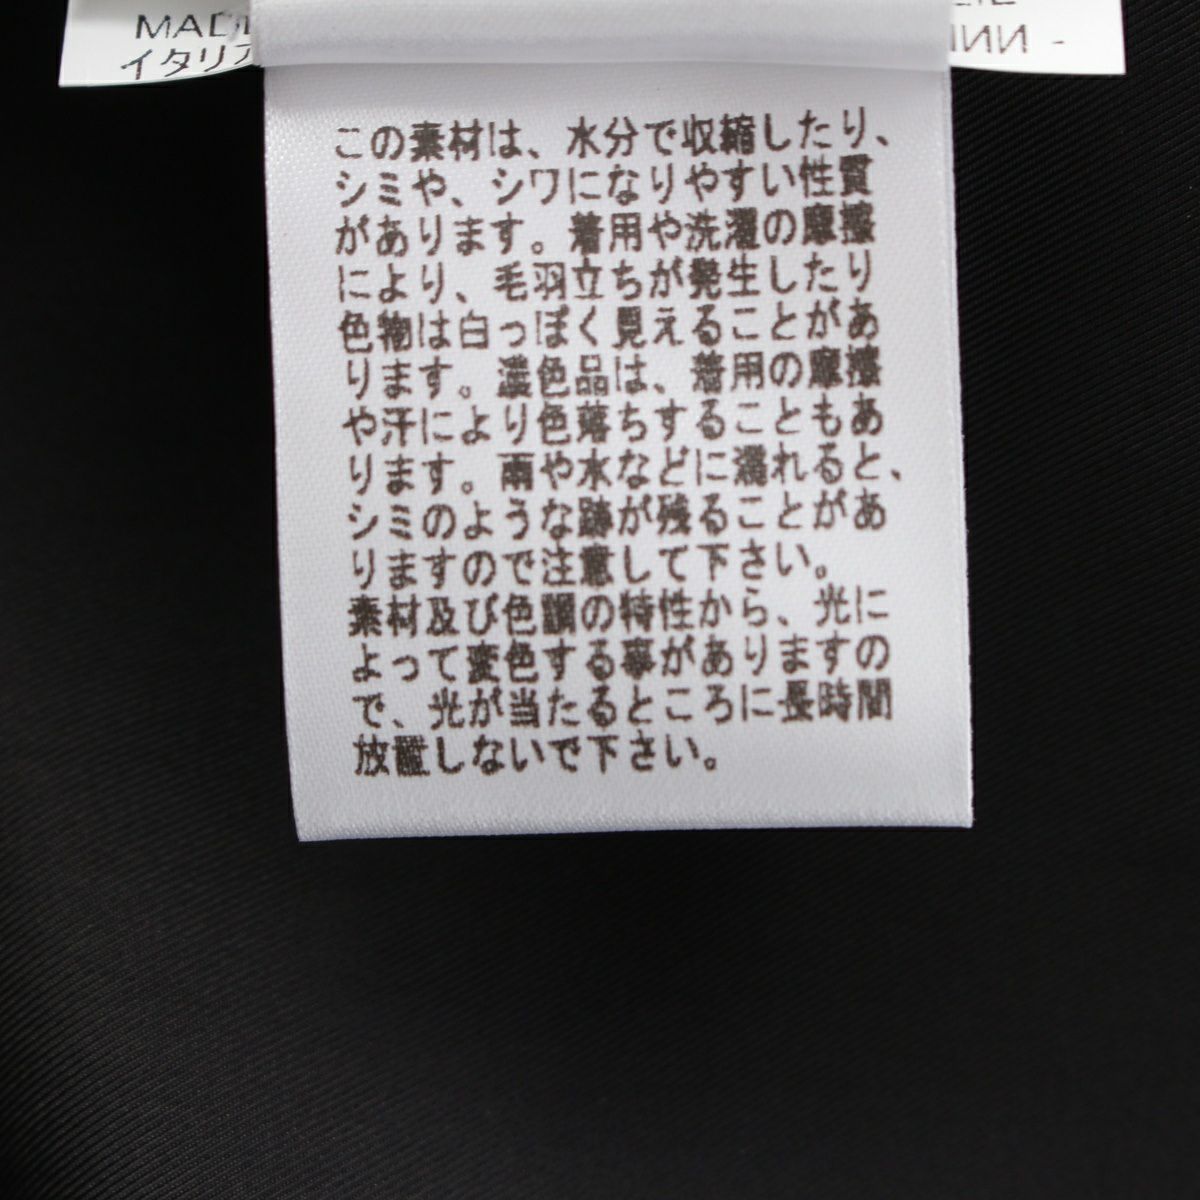 MAD
イタリア
この素材は、水分で収縮したり、
シミや、シワになりやすい性質
があります。着用や洗濯の摩擦
により、毛羽立ちが発生したり
色物は白っぽく見えることがあ
ります。濃色品は、着用の摩擦
や汗により色落ちすることもあ
ります。雨や水などに濡れると、
シミのような跡が残ることがあ
りますので注意して下さい。
素材及び色調の特性から、光に
よって変色する事がありますの
で、光が当たるところに長時間
放置しないで下さい。